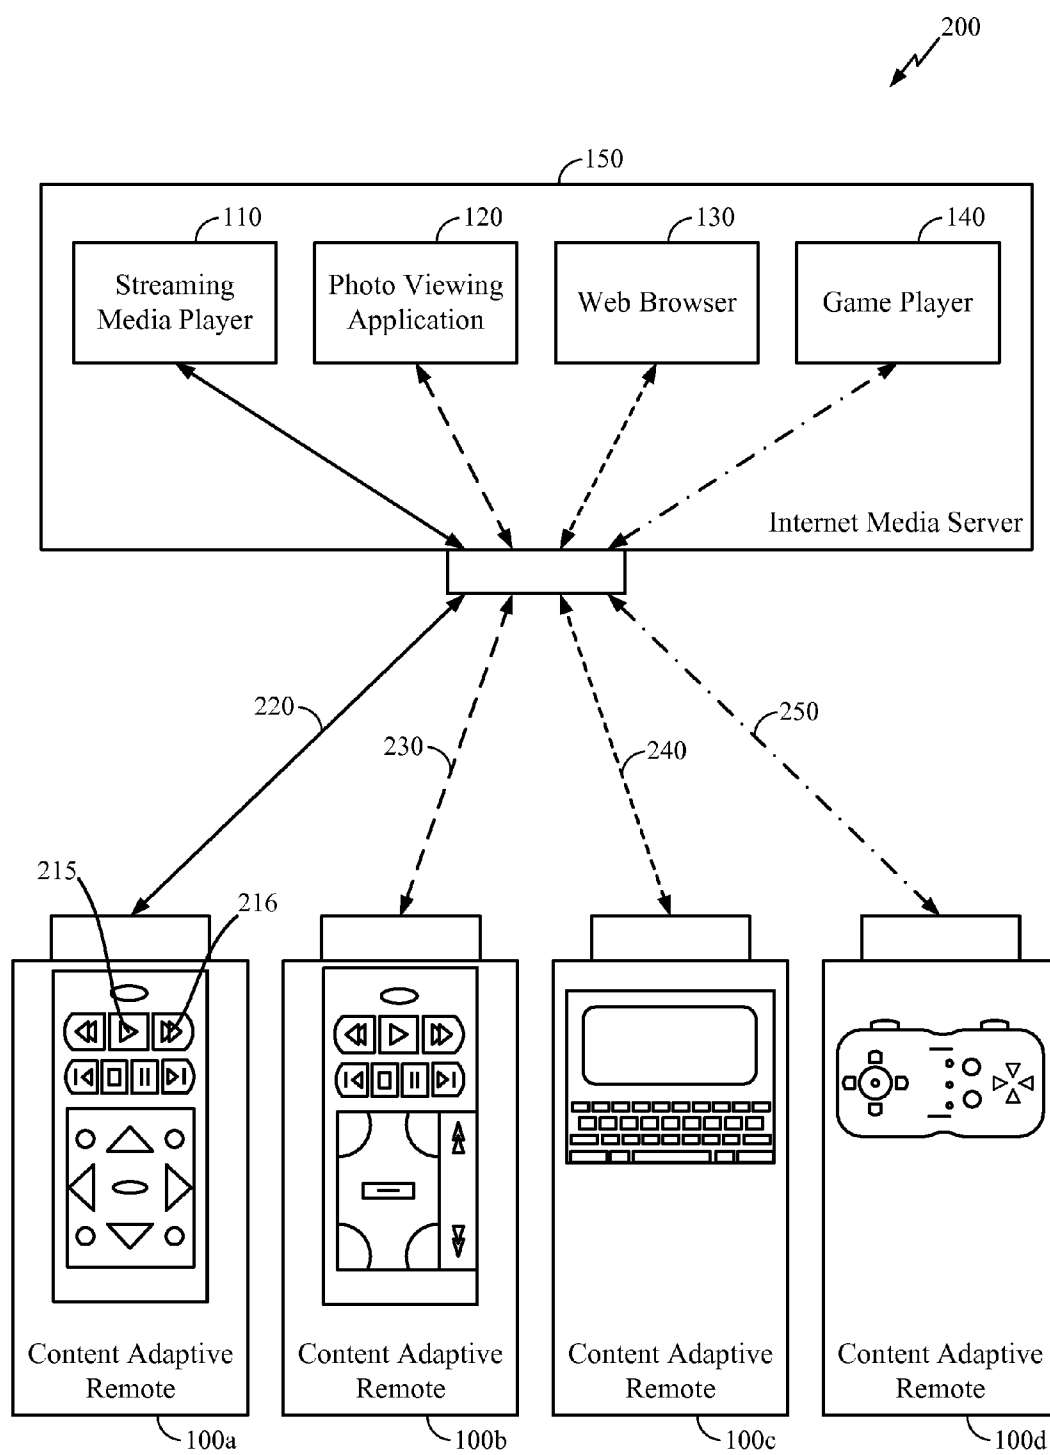 200
150
110
120
130
140
Streaming
Media Player
Photo Viewing
Application
Web Browser
Game Player
Internet Media Server
220
230
240
250
215
216
Content Adaptive
Remote
Content Adaptive
Remote
Content Adaptive
Remote
Content Adaptive
Remote
100a
100b
100c
100d